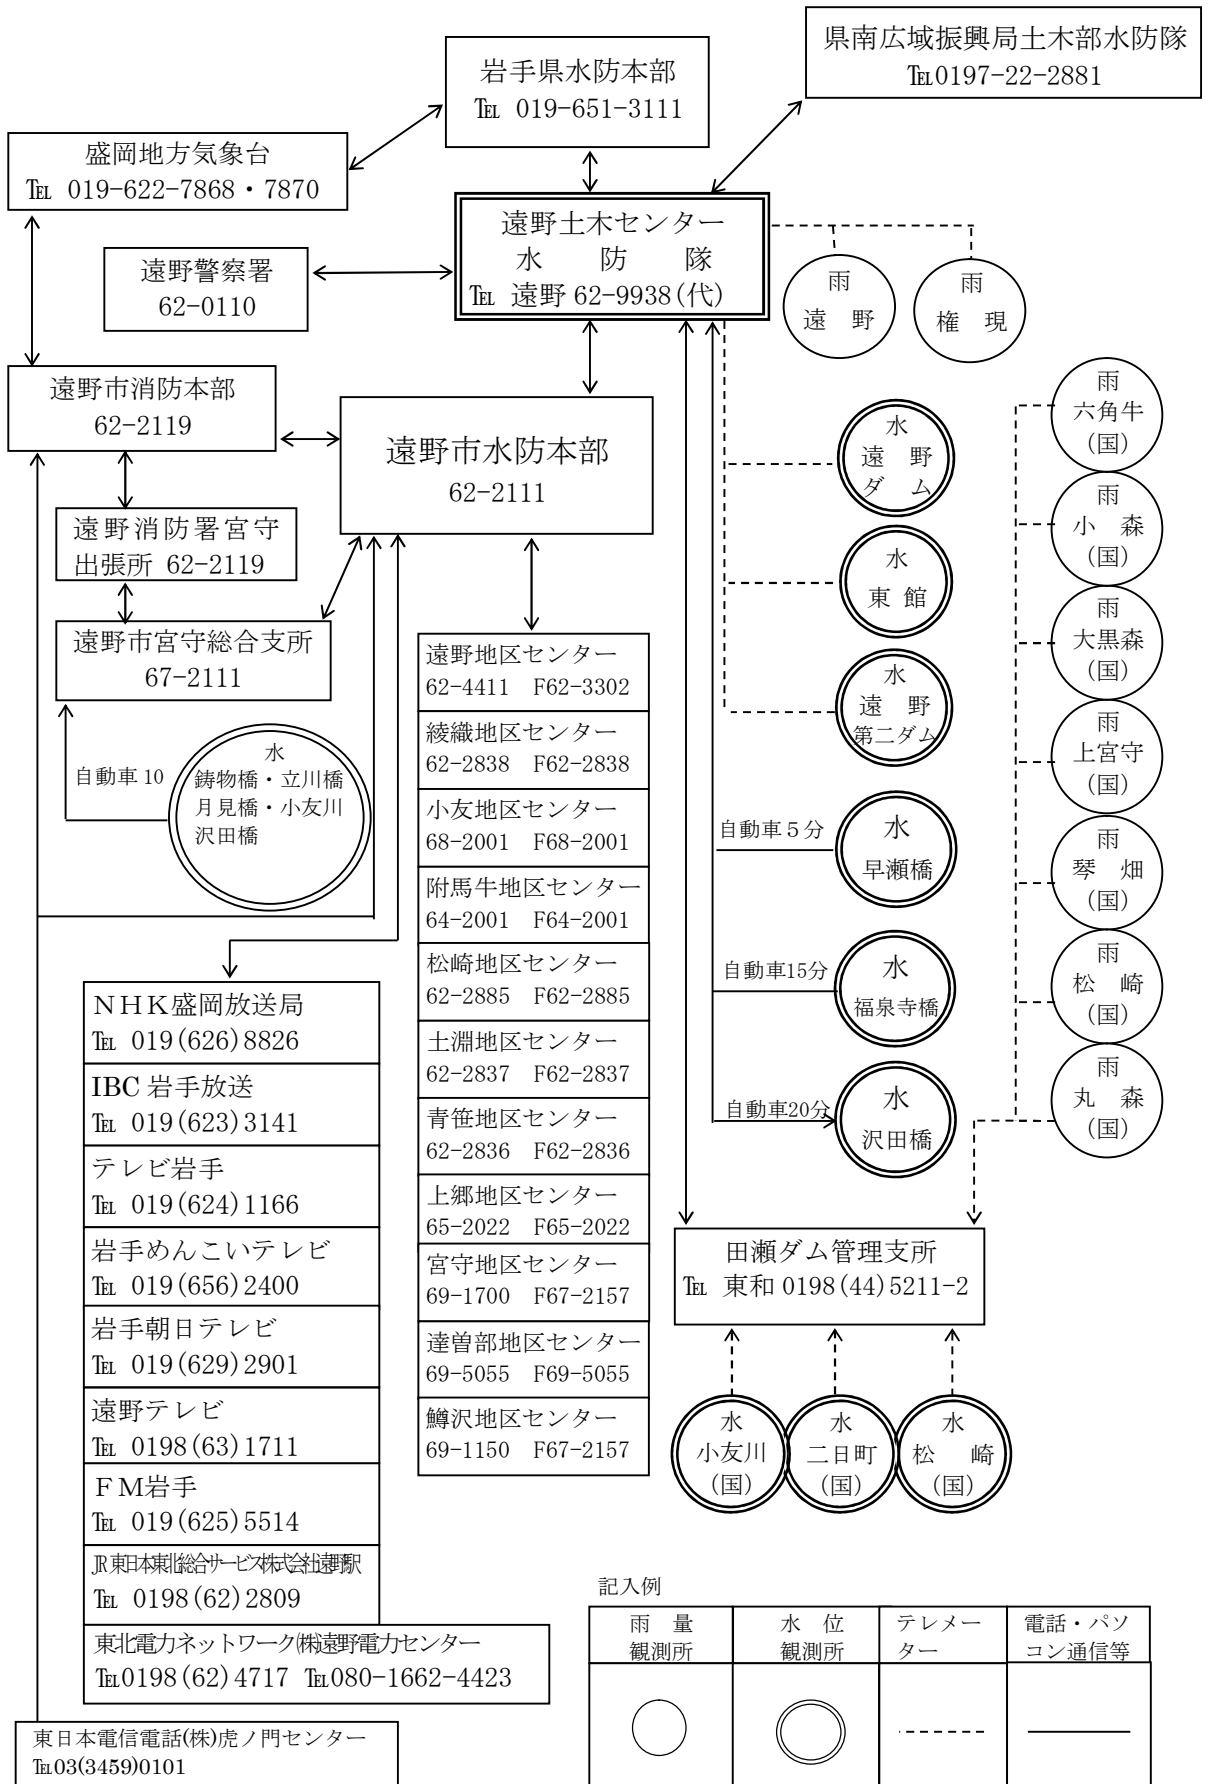 県南広域振興局土木部水防隊
℡0197-22-2881
岩手県水防本部
℡ 019-651-3111
盛岡地方気象台
℡ 019-622-7868・7870
遠野土木センター
水 防 隊
℡ 遠野 62-9938(代)
遠野警察署
62-0110
雨
遠 野
雨
権 現
遠野市消防本部
62-2119
遠野市水防本部
62-2111
遠野消防署宮守
出張所 62-2119
遠野市宮守総合支所
67-2111
自動車 10
水
鋳物橋・立川橋
月見橋・小友川
沢田橋
遠野地区センター
62-4411 F62-3302
綾織地区センター
62-2838 F62-2838
小友地区センター
68-2001 F68-2001
附馬牛地区センター
64-2001 F64-2001
松崎地区センター
62-2885 F62-2885
土淵地区センター
62-2837 F62-2837
青笹地区センター
62-2836 F62-2836
上郷地区センター
65-2022 F65-2022
宮守地区センター
69-1700 F67-2157
達曽部地区センター
69-5055 F69-5055
鱒沢地区センター
69-1150 F67-2157
水
遠 野
ダ ム
水
東 館
水
遠 野
第二ダム
自動車５分
水
早瀬橋
自動車15分
水
福泉寺橋
自動車20分
水
沢田橋
雨
六角牛
(国)
雨
小 森
(国)
雨
大黒森
(国)
雨
上宮守
(国)
雨
琴 畑
(国)
雨
松 崎
(国)
雨
丸 森
(国)
田瀬ダム管理支所
℡ 東和 0198(44)5211-2
水
小友川
(国)
水
二日町
(国)
水
松 崎
(国)
ＮＨＫ盛岡放送局
℡ 019(626)8826
IBC 岩手放送
℡ 019(623)3141
テレビ岩手
℡ 019(624)1166
岩手めんこいテレビ
℡ 019(656)2400
岩手朝日テレビ
℡ 019(629)2901
遠野テレビ
℡ 0198(63)1711
ＦＭ岩手
℡ 019(625)5514
JR東日本東北総合サービス株式会社遠野駅
℡ 0198(62)2809
東北電力ネットワーク㈱遠野電力センター
℡0198(62)4717 ℡080-1662-4423
東日本電信電話(株)虎ノ門センター
℡03(3459)0101
記入例
雨 量
観測所
水 位
観測所
テレメー
ター
電話・パソ
コン通信等